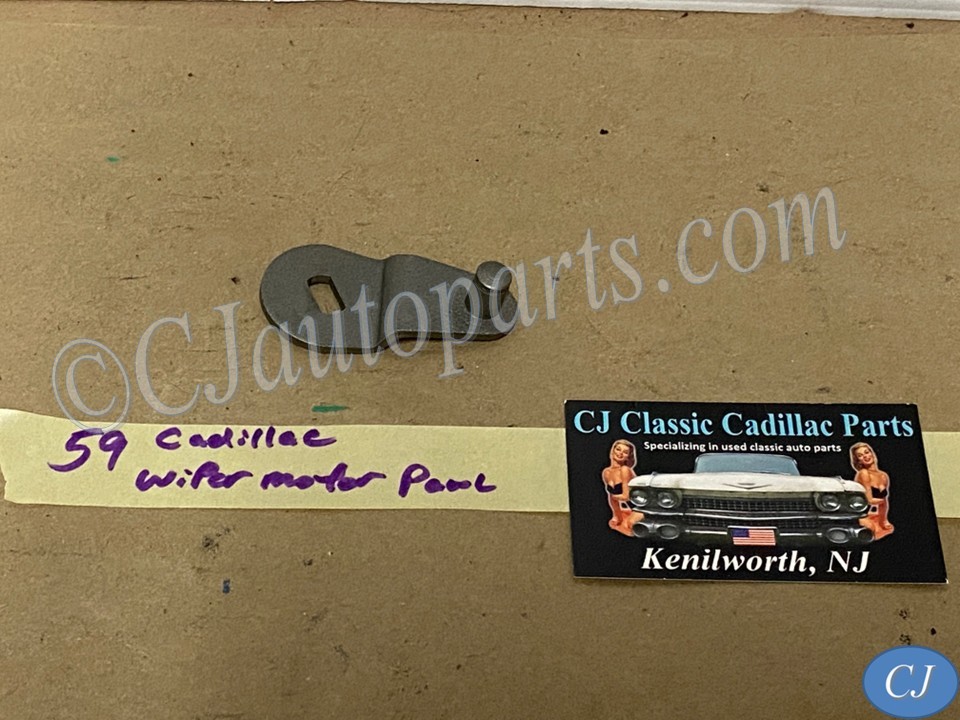 ©CJautoparts.com
59 Cadillac
wiper motor Pawl
CJ Classic Cadillac Parts
Specializing in used classic auto parts
Kenilworth, NJ
CJ